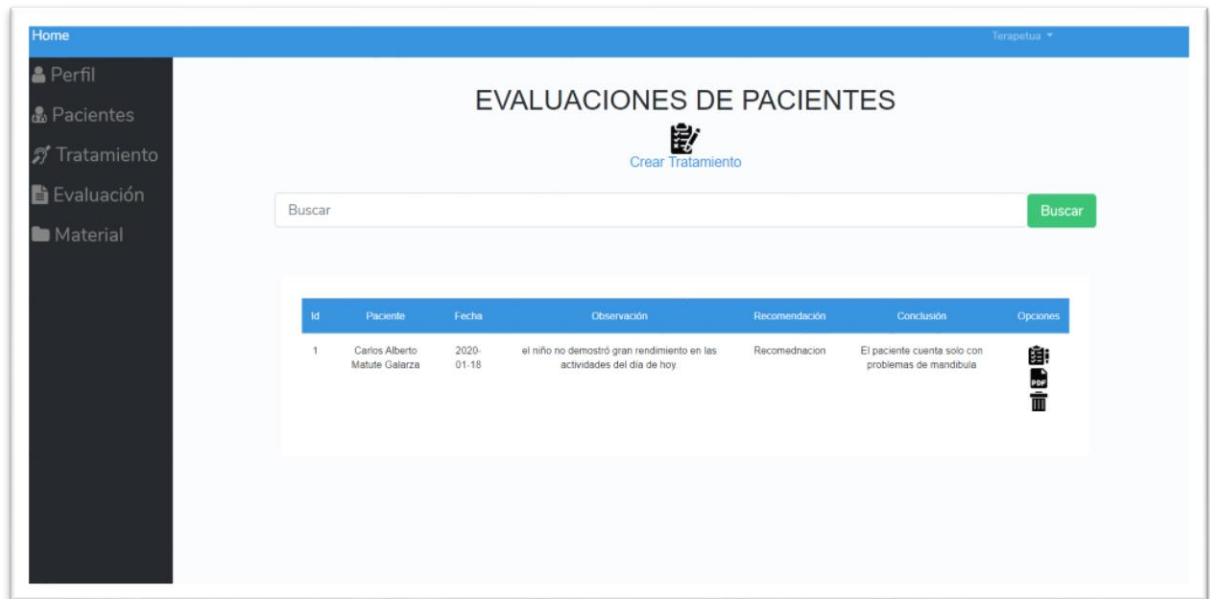 Home
Terapetua
Perfil
Pacientes
Tratamiento
Evaluación
Material
EVALUACIONES DE PACIENTES
Crear Tratamiento
Buscar
Buscar
Id Paciente Fecha Observación Recomendación Conclusión Opciones
1 Carlos Alberto 2020- el niño no demostró gran rendimiento en las Recomednacion El paciente cuenta solo con
Matute Galarza 01-18 actividades del día de hoy problemas de mandibula
PDF